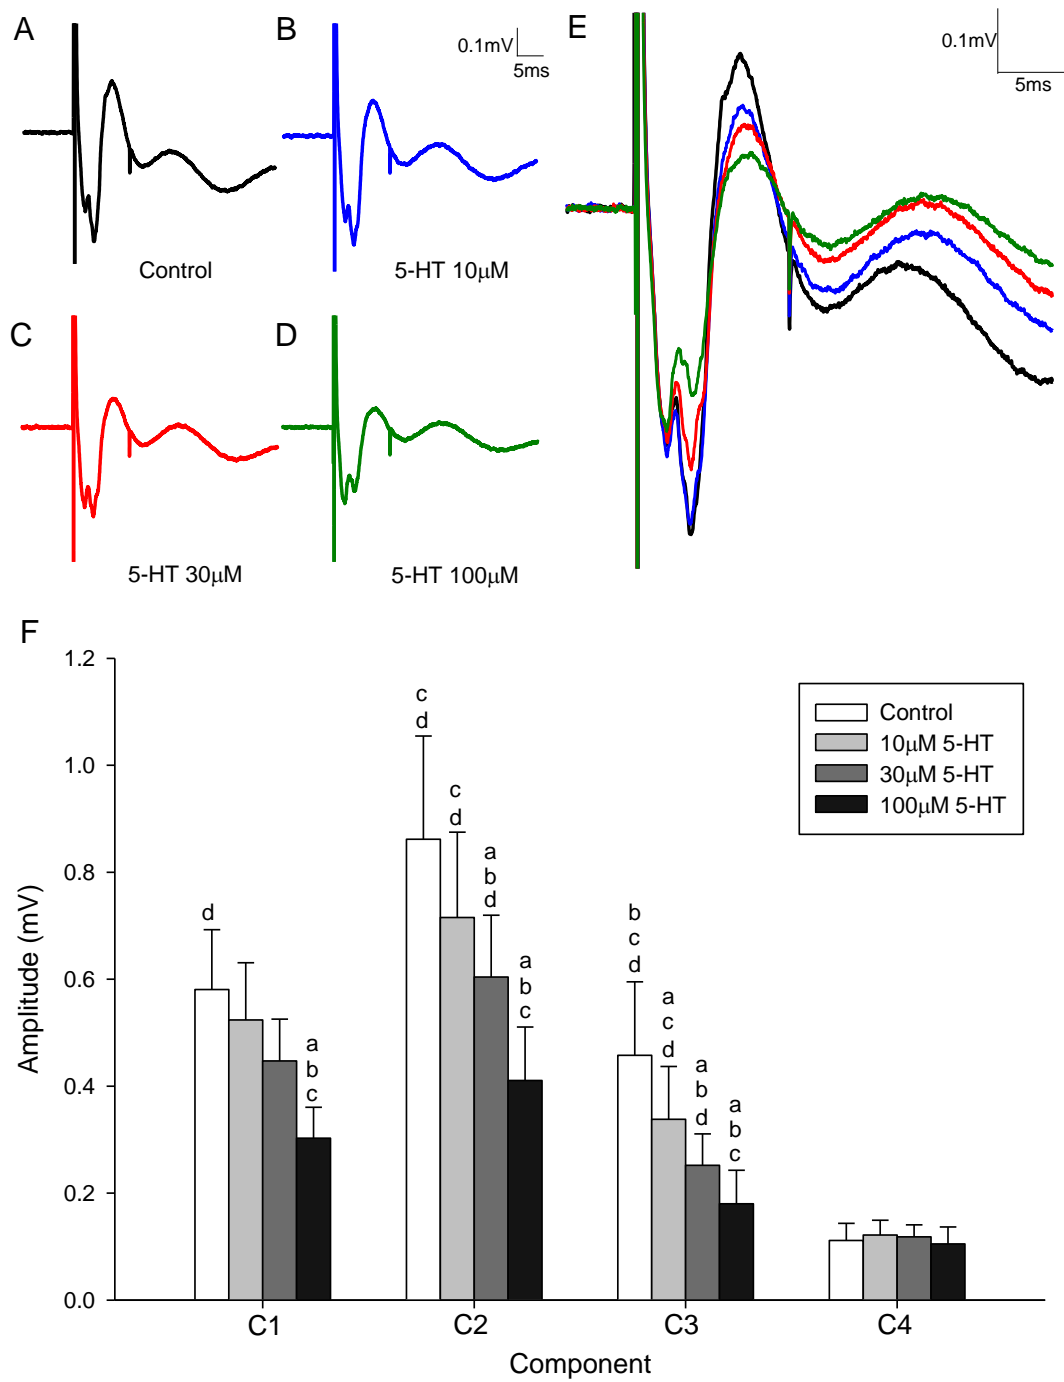 A
B
0.1mV
5ms
E
0.1mV
5ms
Control
5-HT 10μM
C
D
5-HT 30μM
5-HT 100μM
F
1.2
1.0
0.8
0.6
0.4
0.2
0.0
Amplitude (mV)
Control
10μM 5-HT
30μM 5-HT
100μM 5-HT
d
a
b
c
c
d
c
d
a
b
d
a
b
c
b
c
d
a
c
d
a
b
d
a
b
c
C1 C2 C3 C4
Component